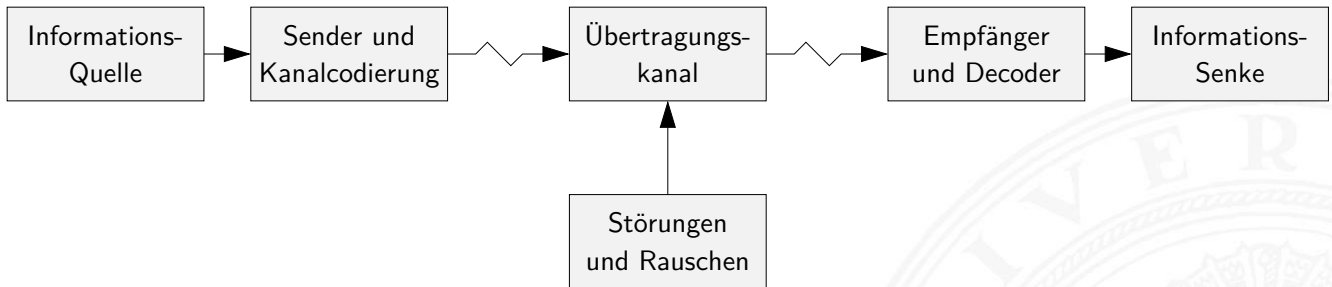 Informations-
Quelle
Sender und
Kanalcodierung
Übertragungs-
kanal
Empfänger
und Decoder
Informations-
Senke
Störungen
und Rauschen
I V E R